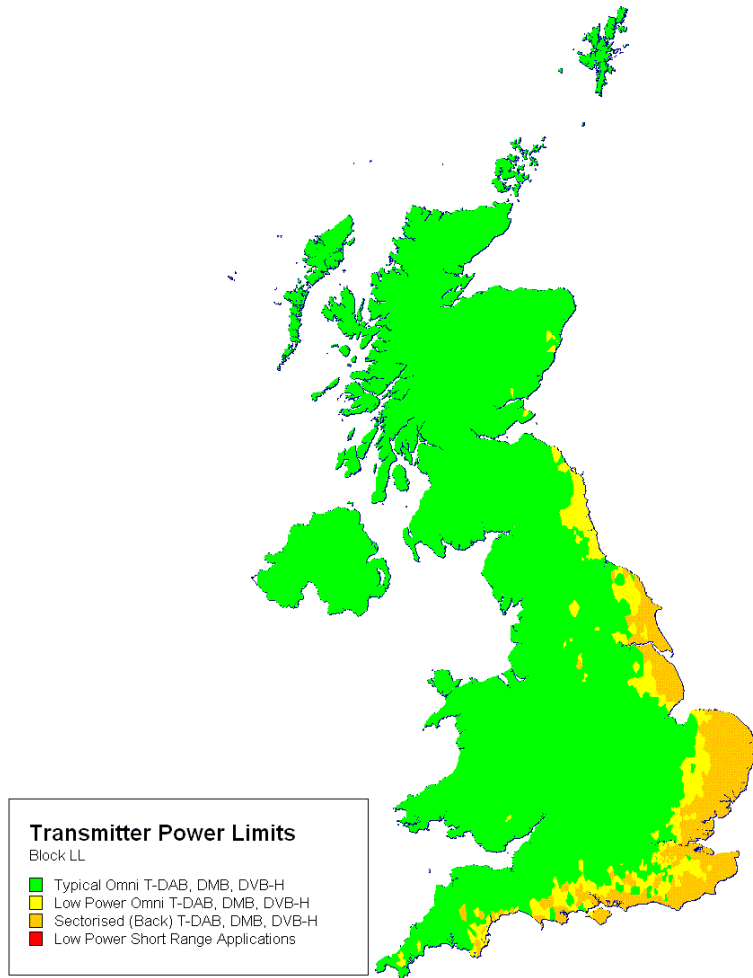 Transmitter Power Limits
Block LL
Typical Omni T-DAB, DMB, DVB-H
Low Power Omni T-DAB, DMB, DVB-H
Sectorised (Back) T-DAB, DMB, DVB-H
Low Power Short Range Applications